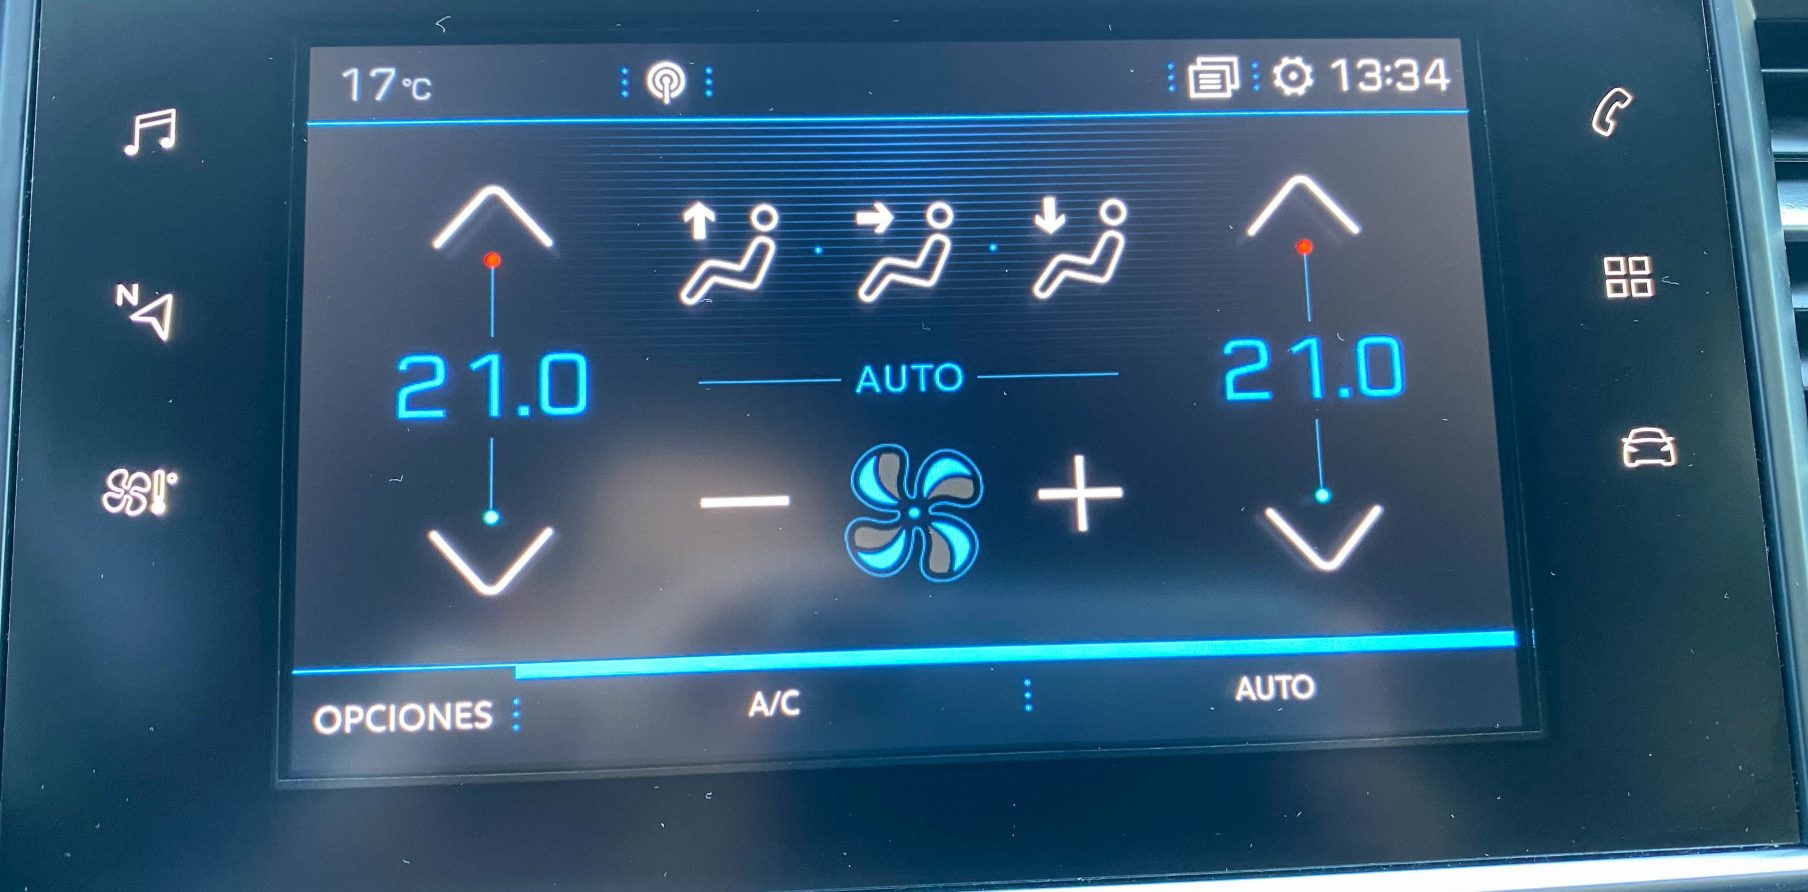 17°C
13:34
N
21.0
21.0
AUTO
OPCIONES
A/C
AUTO